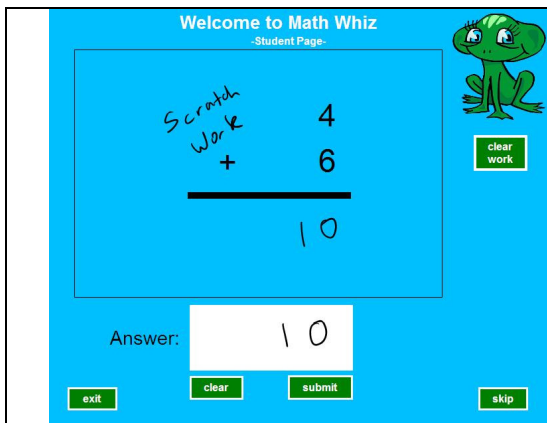 Welcome to Math Whiz
-Student Page-
Scratch
Work
4
+ 6
10
clear
work
Answer: 10
clear submit
exit skip